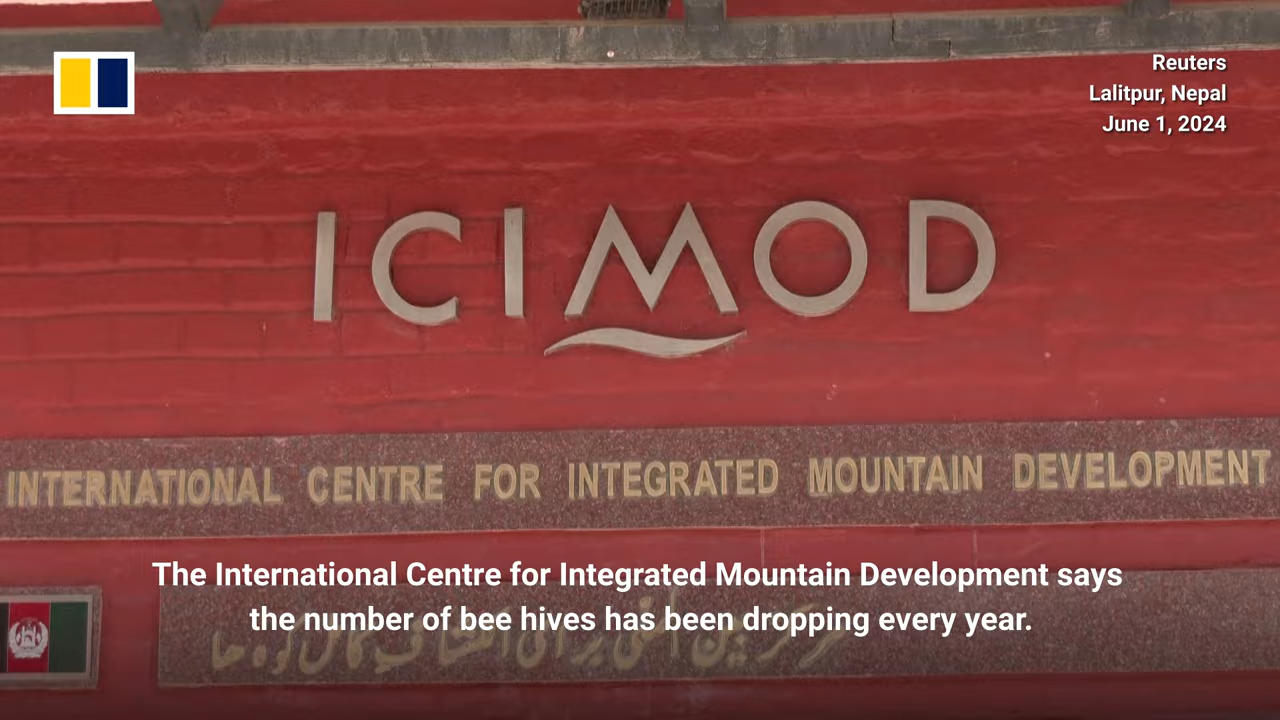 Reuters
Lalitpur, Nepal
June 1, 2024
ICIMOD
INTERNATIONAL CENTRE FOR INTEGRATED MOUNTAIN DEVELOPMENT
The International Centre for Integrated Mountain Development says
the number of bee hives has been dropping every year.